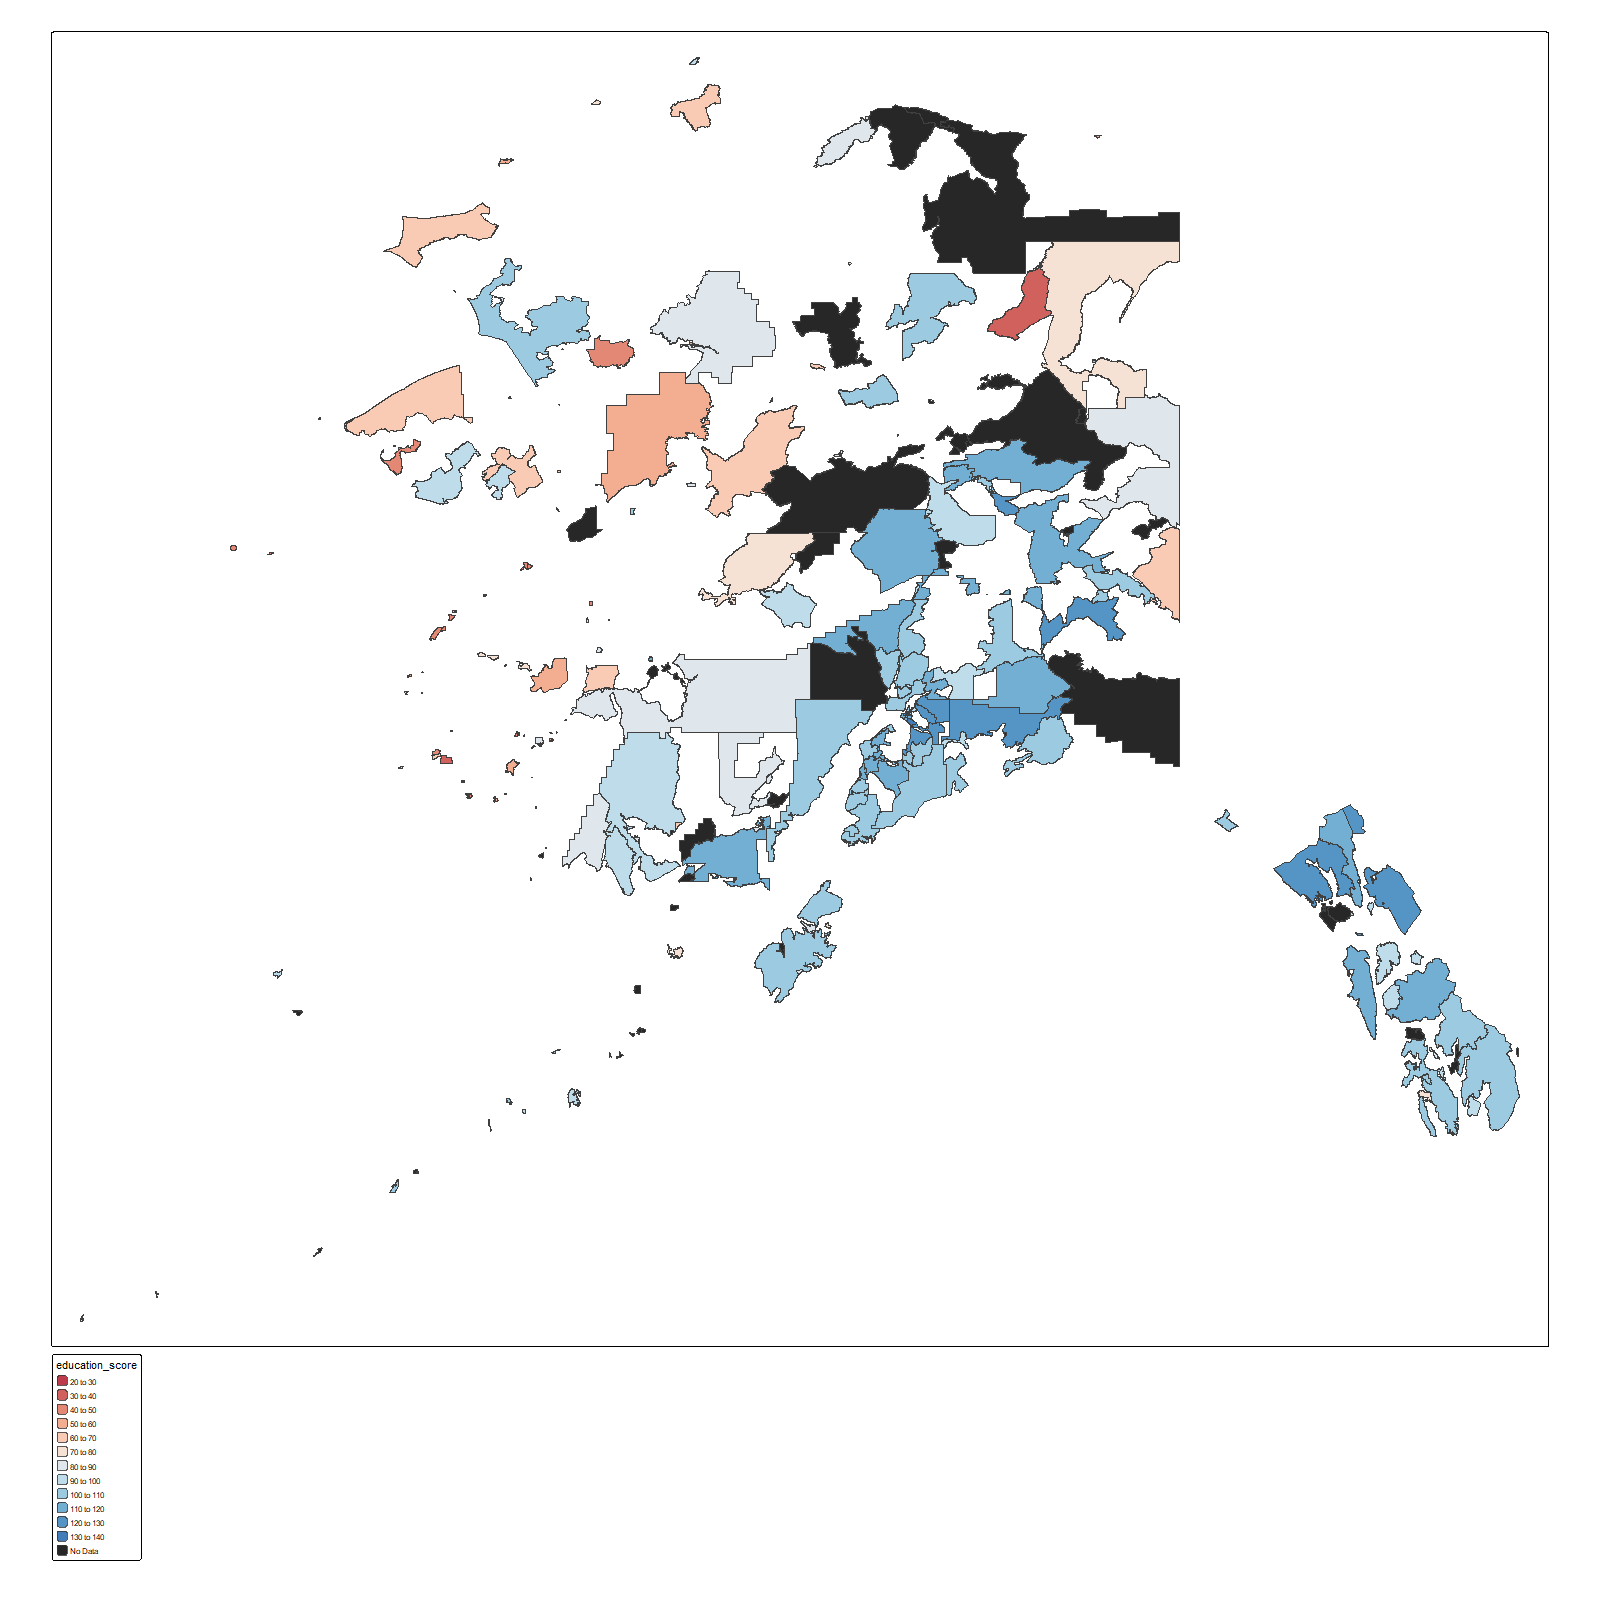 education_score
20 to 30
30 to 40
40 to 50
50 to 60
60 to 70
70 to 80
80 to 90
90 to 100
100 to 110
110 to 120
120 to 130
130 to 140
No Data